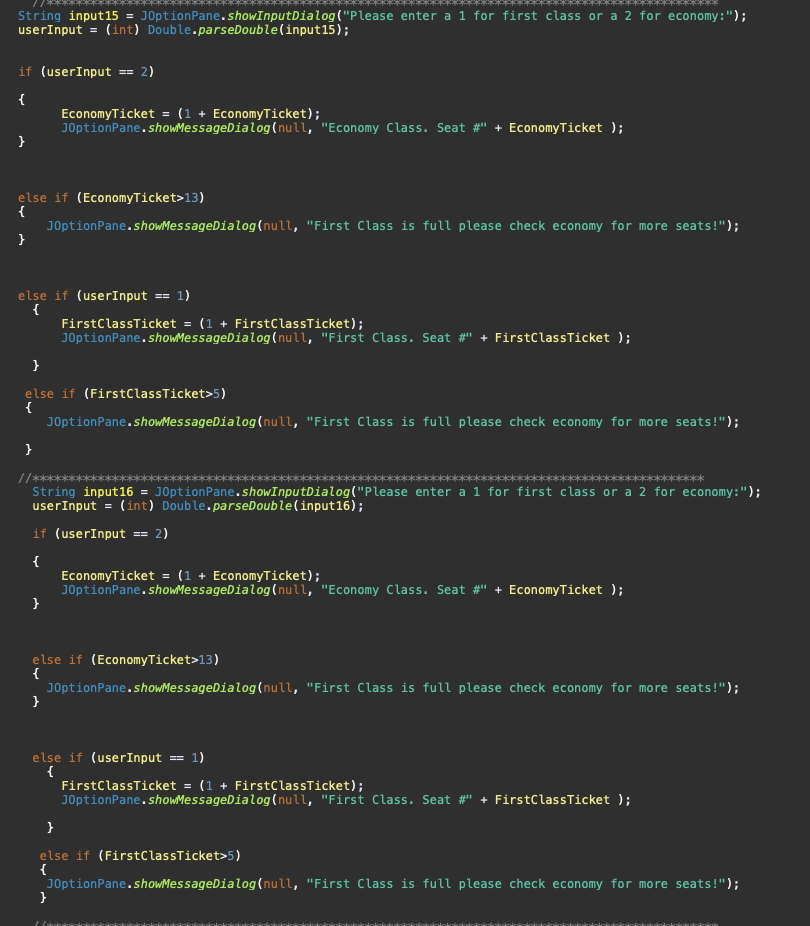 //*********************************************************************************************
String input15 = JOptionPane.showInputDialog("Please enter a 1 for first class or a 2 for economy:");
userInput = (int) Double.parseDouble(input15);
if (userInput == 2)
{
EconomyTicket = (1 + EconomyTicket);
JOptionPane.showMessageDialog(null, "Economy Class. Seat #" + EconomyTicket );
}
else if (EconomyTicket>13)
{
JOptionPane.showMessageDialog(null, "First Class is full please check economy for more seats!");
}
else if (userInput == 1)
{
FirstClassTicket = (1 + FirstClassTicket);
JOptionPane.showMessageDialog(null, "First Class. Seat #" + FirstClassTicket );
}
else if (FirstClassTicket>5)
{
JOptionPane.showMessageDialog(null, "First Class is full please check economy for more seats!");
}
//*********************************************************************************************
String input16 = JOptionPane.showInputDialog("Please enter a 1 for first class or a 2 for economy:");
userInput = (int) Double.parseDouble(input16);
if (userInput == 2)
{
EconomyTicket = (1 + EconomyTicket);
JOptionPane.showMessageDialog(null, "Economy Class. Seat #" + EconomyTicket );
}
else if (EconomyTicket>13)
{
JOptionPane.showMessageDialog(null, "First Class is full please check economy for more seats!");
}
else if (userInput == 1)
{
FirstClassTicket = (1 + FirstClassTicket);
JOptionPane.showMessageDialog(null, "First Class. Seat #" + FirstClassTicket );
}
else if (FirstClassTicket>5)
{
JOptionPane.showMessageDialog(null, "First Class is full please check economy for more seats!");
}
//*********************************************************************************************